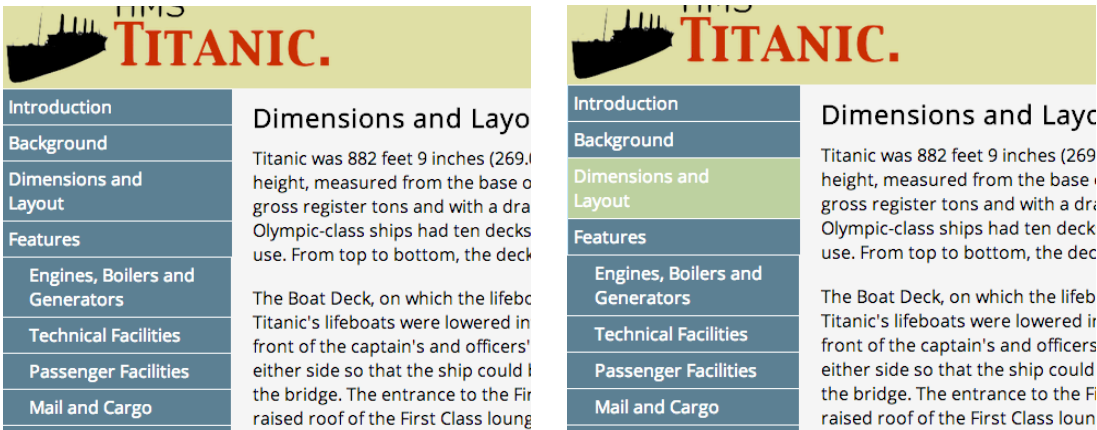 HMS
TITANIC.
Introduction
Background
Dimensions and
Layout
Features
Engines, Boilers and
Generators
Technical Facilities
Passenger Facilities
Mail and Cargo
Dimensions and Layo
Titanic was 882 feet 9 inches (269.
height, measured from the base o
gross register tons and with a dra
Olympic-class ships had ten decks
use. From top to bottom, the deck
The Boat Deck, on which the lifebo
Titanic's lifeboats were lowered in
front of the captain's and officers'
either side so that the ship could
the bridge. The entrance to the Fir
raised roof of the First Class loung
HMS
TITANIC.
Introduction
Background
Dimensions and
Layout
Features
Engines, Boilers and
Generators
Technical Facilities
Passenger Facilities
Mail and Cargo
Dimensions and Layo
Titanic was 882 feet 9 inches (269
height, measured from the base
gross register tons and with a dra
Olympic-class ships had ten deck
use. From top to bottom, the dec
The Boat Deck, on which the lifeb
Titanic's lifeboats were lowered in
front of the captain's and officers
either side so that the ship could
the bridge. The entrance to the Fi
raised roof of the First Class loun